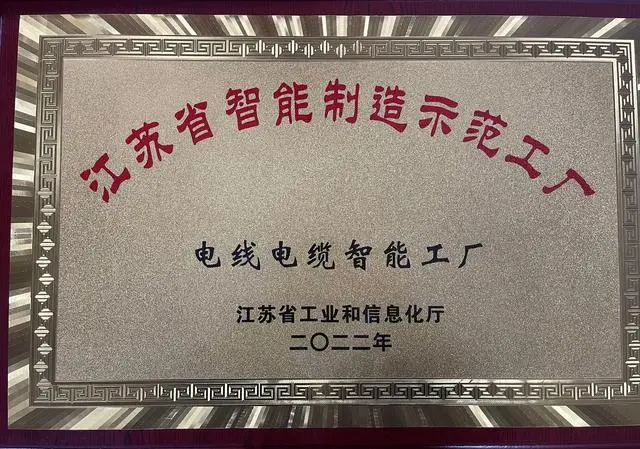 江苏省智能制造示范工厂
电线电缆智能工厂
江苏省工业和信息化厅
二〇二二年